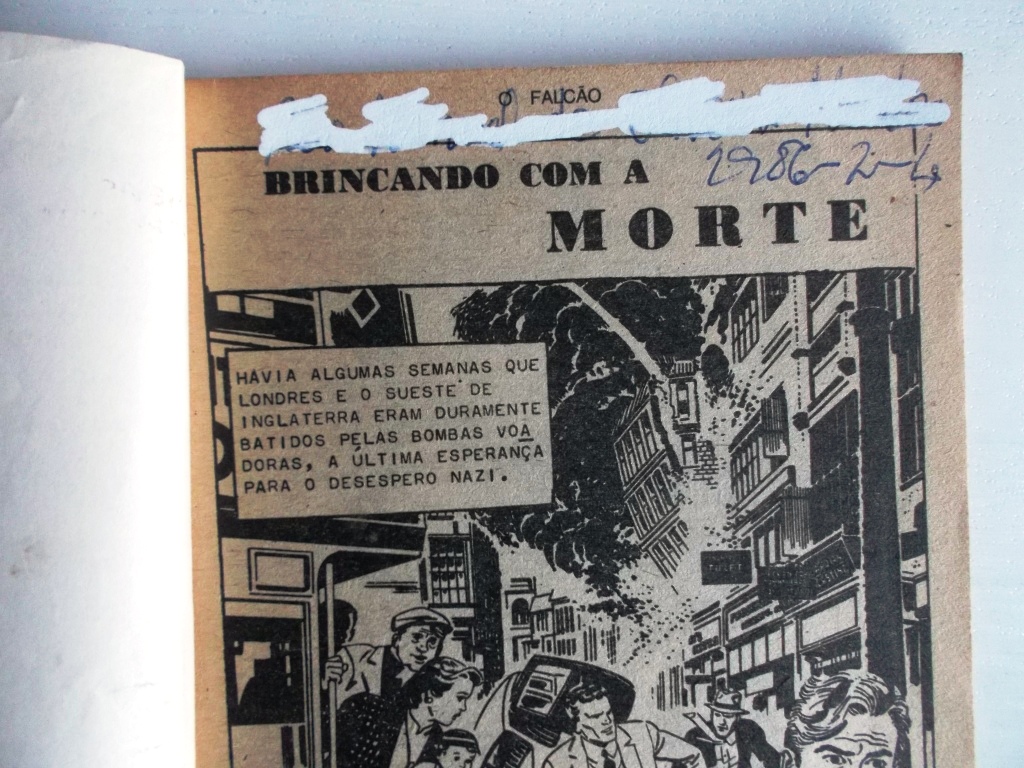 O FALCÃO
1986-2-4
BRINCANDO COM A
MORTE
HAVIA ALGUMAS SEMANAS QUE
LONDRES E O SUESTE DE
INGLATERRA ERAM DURAMENTE
BATIDOS PELAS BOMBAS VOA
DORAS, A ÚLTIMA ESPERANÇA
PARA O DESESPERO NAZI.